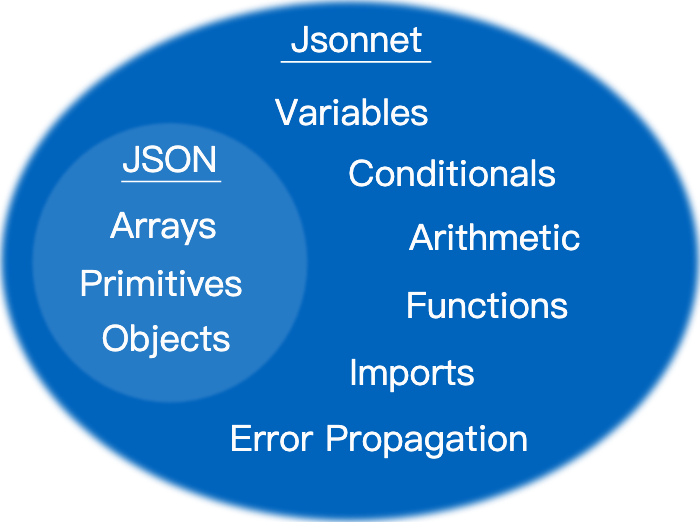 Jsonnet
Variables
JSON
Conditionals
Arrays
Arithmetic
Primitives
Functions
Objects
Imports
Error Propagation